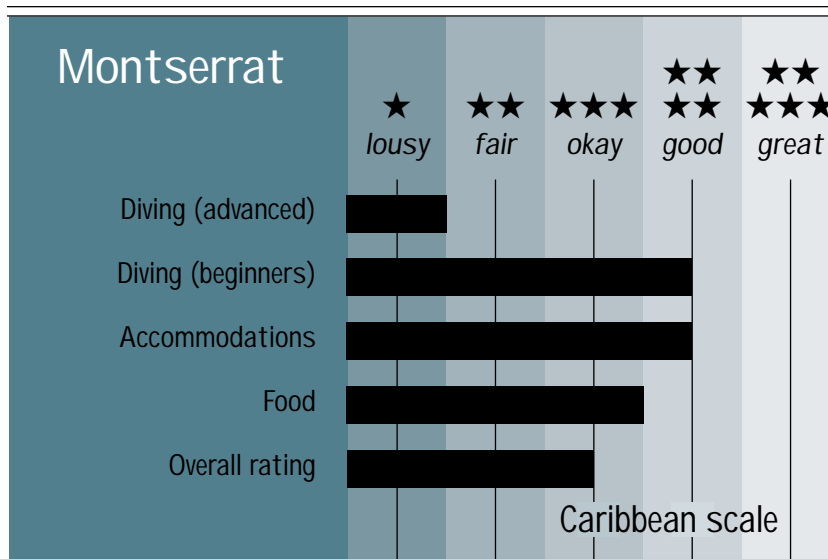 Montserrat
★ ★★ ★★★ ★★★★ ★★★★★
lousy fair okay good great
Diving (advanced)
Diving (beginners)
Accommodations
Food
Overall rating
Caribbean scale